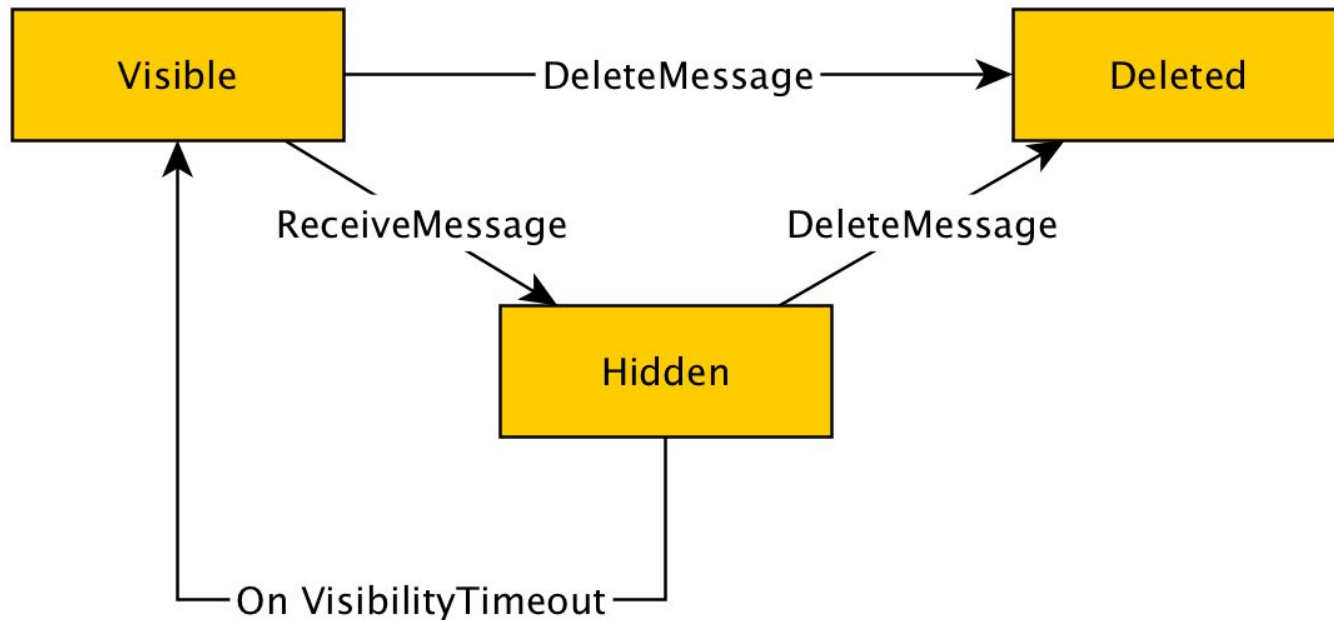 Visible
DeleteMessage
Deleted
ReceiveMessage
DeleteMessage
Hidden
On VisibilityTimeout